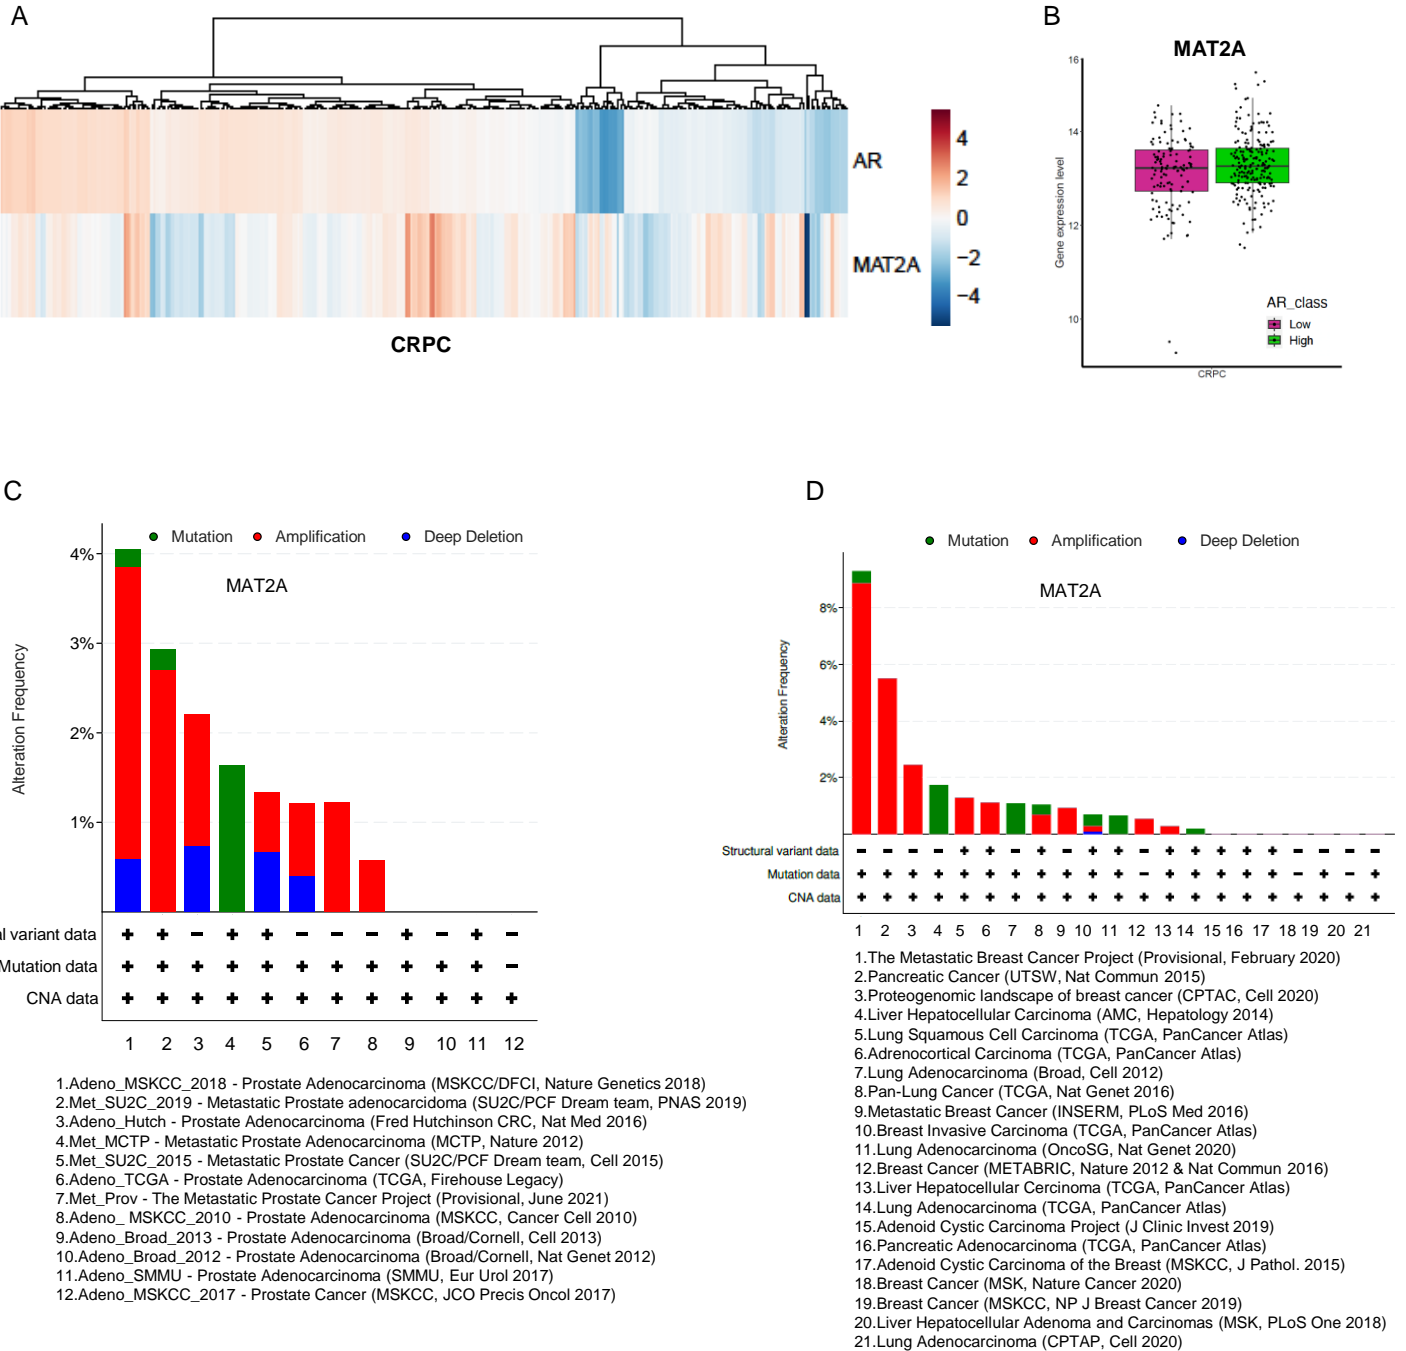 A
B
MAT2A
AR
MAT2A
4
2
0
−2
−4
CRPC
16
14
12
10
Gene expression level
AR_class
Low
High
CRPC
C
Mutation
Amplification
Deep Deletion
MAT2A
4%
3%
2%
1%
Alteration Frequency
al variant data
+ + − + + − − − + − + −
Mutation data
+ + + + + + + + + + + −
CNA data
+ + + + + + + + + + + +
1 2 3 4 5 6 7 8 9 10 11 12
1.Adeno_MSKCC_2018 - Prostate Adenocarcinoma (MSKCC/DFCI, Nature Genetics 2018)
2.Met_SU2C_2019 - Metastatic Prostate adenocarcidoma (SU2C/PCF Dream team, PNAS 2019)
3.Adeno_Hutch - Prostate Adenocarcinoma (Fred Hutchinson CRC, Nat Med 2016)
4.Met_MCTP - Metastatic Prostate Adenocarcinoma (MCTP, Nature 2012)
5.Met_SU2C_2015 - Metastatic Prostate Cancer (SU2C/PCF Dream team, Cell 2015)
6.Adeno_TCGA - Prostate Adenocarcinoma (TCGA, Firehouse Legacy)
7.Met_Prov - The Metastatic Prostate Cancer Project (Provisional, June 2021)
8.Adeno_ MSKCC_2010 - Prostate Adenocarcinoma (MSKCC, Cancer Cell 2010)
9.Adeno_Broad_2013 - Prostate Adenocarcinoma (Broad/Cornell, Cell 2013)
10.Adeno_Broad_2012 - Prostate Adenocarcinoma (Broad/Cornell, Nat Genet 2012)
11.Adeno_SMMU - Prostate Adenocarcinoma (SMMU, Eur Urol 2017)
12.Adeno_MSKCC_2017 - Prostate Cancer (MSKCC, JCO Precis Oncol 2017)
D
Mutation
Amplification
Deep Deletion
MAT2A
8%
6%
4%
2%
Alteration Frequency
Structural variant data
− − − − + + − + − + + − + + + + + − − − −
Mutation data
+ + + + + + + + + + + − + + + + + − + − +
CNA data
+ + + + + + + + + + + + + + + + + + + + +
1 2 3 4 5 6 7 8 9 10 11 12 13 14 15 16 17 18 19 20 21
1.The Metastatic Breast Cancer Project (Provisional, February 2020)
2.Pancreatic Cancer (UTSW, Nat Commun 2015)
3.Proteogenomic landscape of breast cancer (CPTAC, Cell 2020)
4.Liver Hepatocellular Carcinoma (AMC, Hepatology 2014)
5.Lung Squamous Cell Carcinoma (TCGA, PanCancer Atlas)
6.Adrenocortical Carcinoma (TCGA, PanCancer Atlas)
7.Lung Adenocarcinoma (Broad, Cell 2012)
8.Pan-Lung Cancer (TCGA, Nat Genet 2016)
9.Metastatic Breast Cancer (INSERM, PLoS Med 2016)
10.Breast Invasive Carcinoma (TCGA, PanCancer Atlas)
11.Lung Adenocarcinoma (OncoSG, Nat Genet 2020)
12.Breast Cancer (METABRIC, Nature 2012 & Nat Commun 2016)
13.Liver Hepatocellular Cercinoma (TCGA, PanCancer Atlas)
14.Lung Adenocarcinoma (TCGA, PanCancer Atlas)
15.Adenoid Cystic Carcinoma Project (J Clinic Invest 2019)
16.Pancreatic Adenocarcinoma (TCGA, PanCancer Atlas)
17.Adenoid Cystic Carcinoma of the Breast (MSKCC, J Pathol. 2015)
18.Breast Cancer (MSK, Nature Cancer 2020)
19.Breast Cancer (MSKCC, NP J Breast Cancer 2019)
20.Liver Hepatocellular Adenoma and Carcinomas (MSK, PLoS One 2018)
21.Lung Adenocarcinoma (CPTAP, Cell 2020)